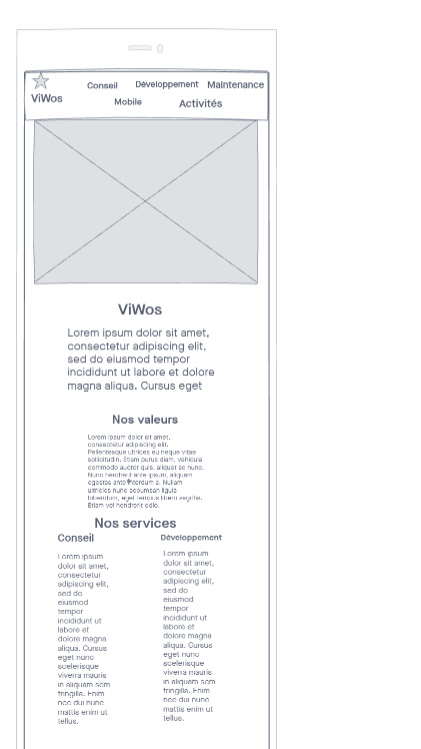 Conseil Développement Maintenance
ViWos
Mobile Activités
ViWos
Lorem ipsum dolor sit amet,
consectetur adipiscing elit,
sed do eiusmod tempor
incididunt ut labore et dolore
magna aliqua. Cursus eget
Nos valeurs
Lorem ipsum dolor sit amet,
consectetur adipiscing elit.
Pellentesque ultrices eu neque vitae
sollicitudin. Etiam purus diam, vehicula
commodo auctor quis, aliquet ac nunc.
Nunc hendrerit ante ipsum, aliquam
egestas ante interdum a. Nullam
ultricies nunc accumsan ligula
bibendum, eget tempus libero sagittis.
Etiam vel hendrerit odio.
Nos services
Conseil
Lorem ipsum
dolor sit am,
consectetur
adipiscing elit,
sed do
eiusmod
tempor
incididunt ut
labore et
dolore magna
aliqua. Cursus
eget nunc
scelerisque
viverra mauris
in aliquam sem
fringilla. Enim
nec dui nunc
mattis enim ut
tellus.
Développement
Lorem ipsum
dolor sit am,
consectetur
adipiscing elit,
sed do
eiusmod
tempor
incididunt ut
labore et
dolore magna
aliqua. Cursus
eget nunc
scelerisque
viverra mauris
in aliquam sem
fringilla. Enim
nec dui nunc
mattis enim ut
tellus.